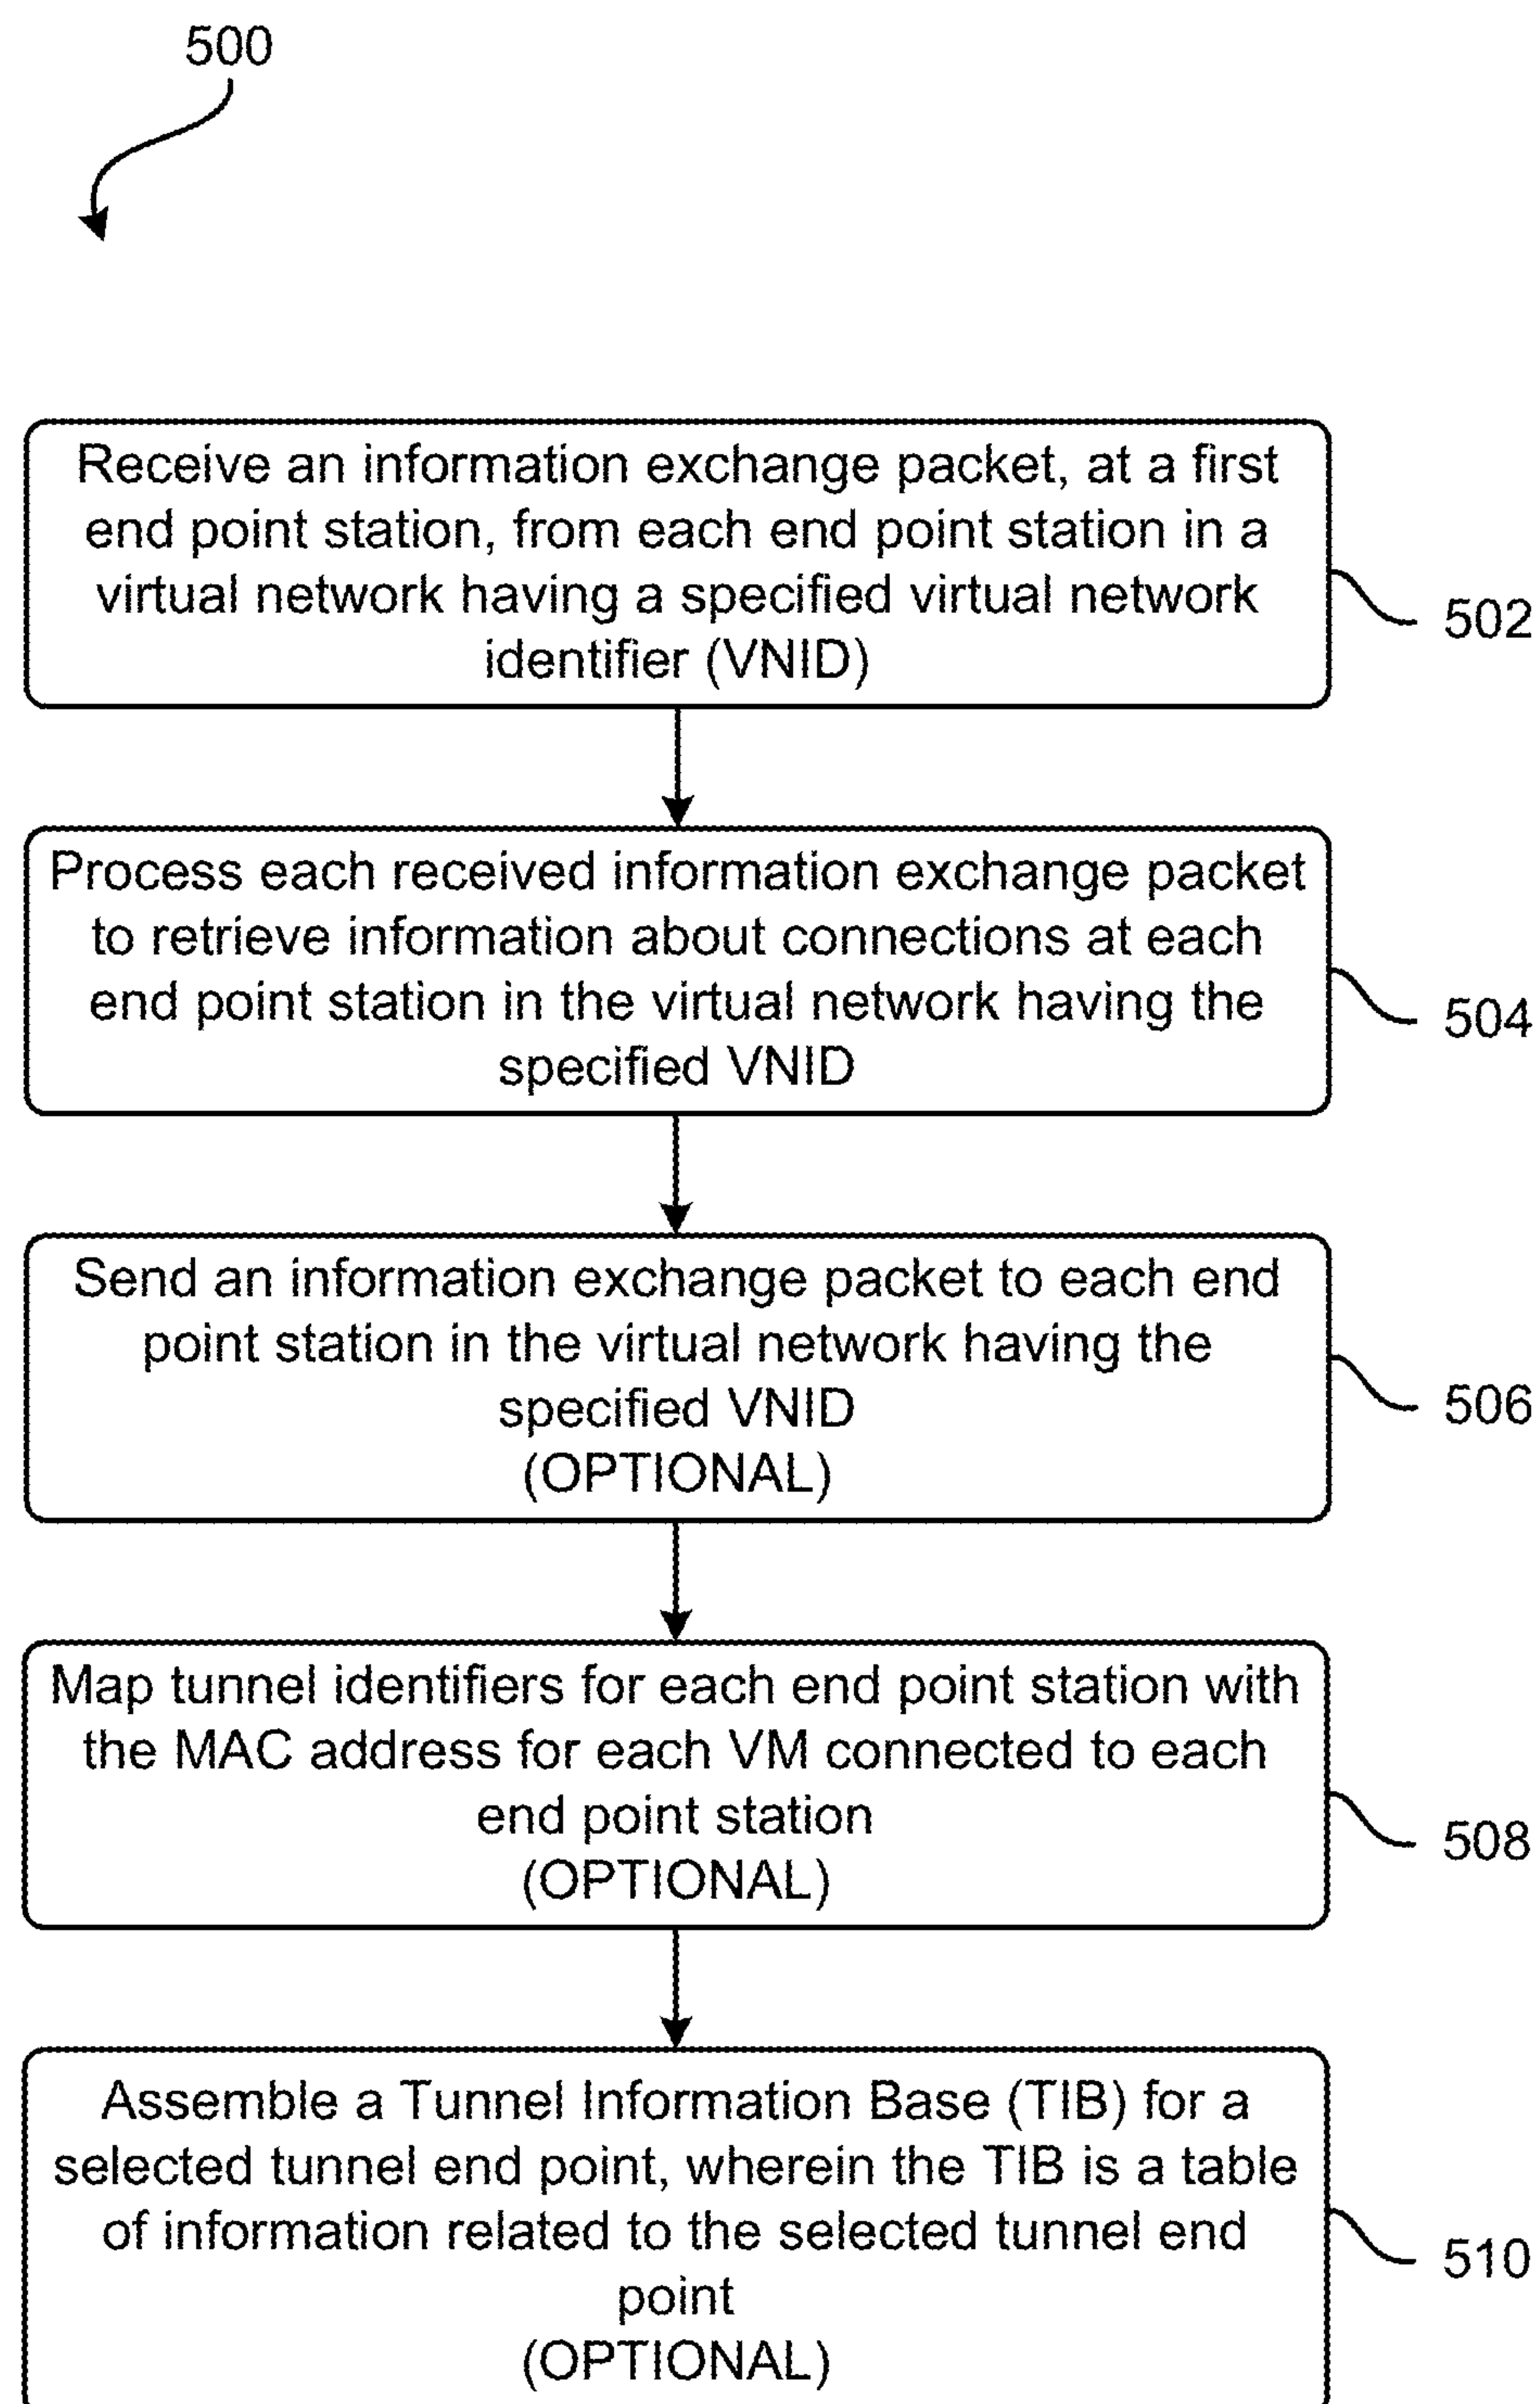 500
Receive an information exchange packet, at a first
end point station, from each end point station in a
virtual network having a specified virtual network
identifier (VNID)
502
Process each received information exchange packet
to retrieve information about connections at each
end point station in the virtual network having the
specified VNID
504
Send an information exchange packet to each end
point station in the virtual network having the
specified VNID
(OPTIONAL)
506
Map tunnel identifiers for each end point station with
the MAC address for each VM connected to each
end point station
(OPTIONAL)
508
Assemble a Tunnel Information Base (TIB) for a
selected tunnel end point, wherein the TIB is a table
of information related to the selected tunnel end
point
(OPTIONAL)
510